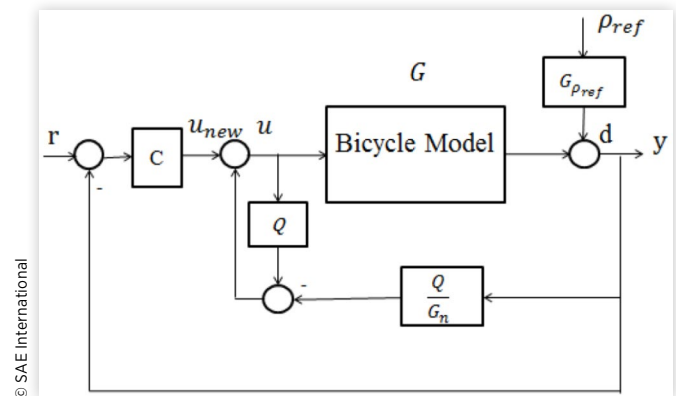 ρref
G
Gρref
r
-
C
unew
u
Bicycle Model
d
y
Q
-
Q
Gn
© SAE International